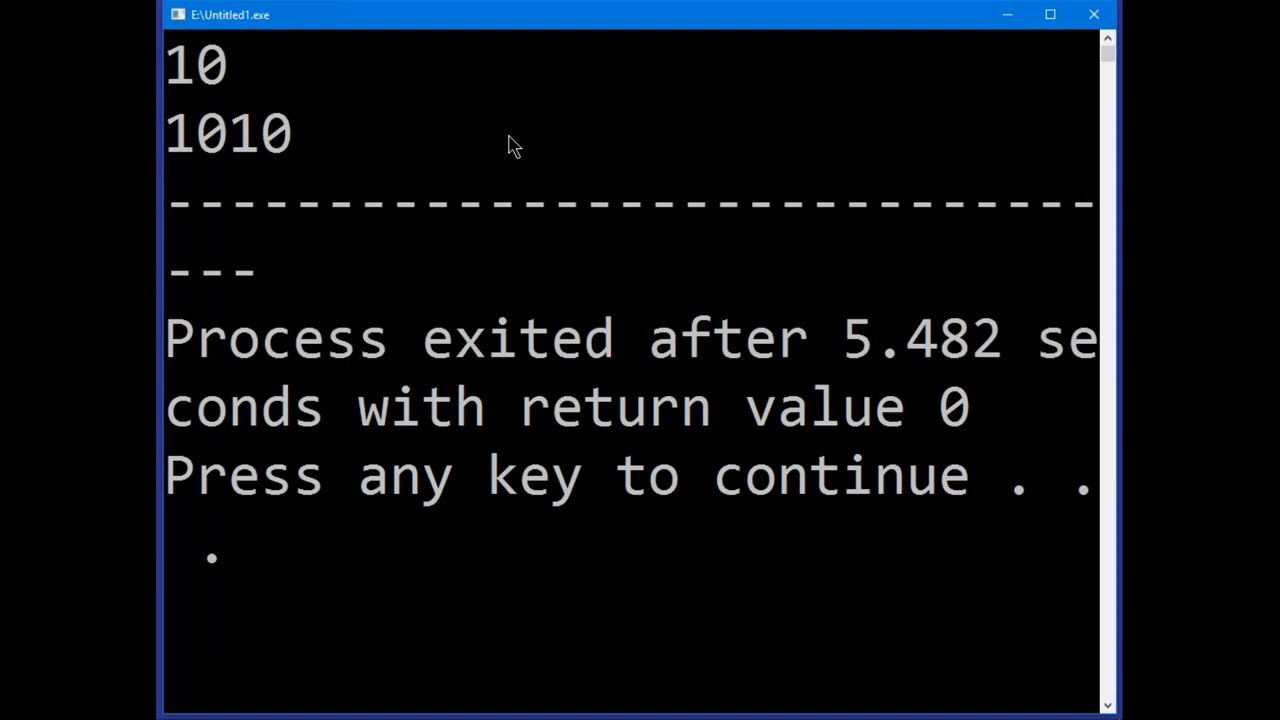 E:\Untitled1.exe
10
1010
-----------------------------
---
Process exited after 5.482 se
conds with return value 0
Press any key to continue . .
 .